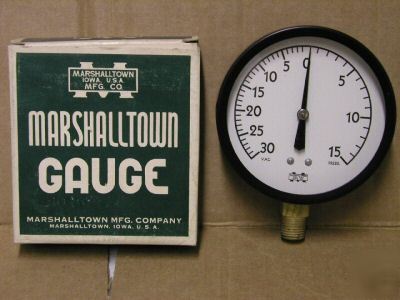 MARSHALLTOWN
IOWA, U.S.A.
MFG. CO.
MARSHALLTOWN
GAUGE
MARSHALLTOWN MFG. COMPANY
MARSHALLTOWN, IOWA, U.S.A.
5 0 5
10
15 10
20
25
30 VAC PRESS. 15